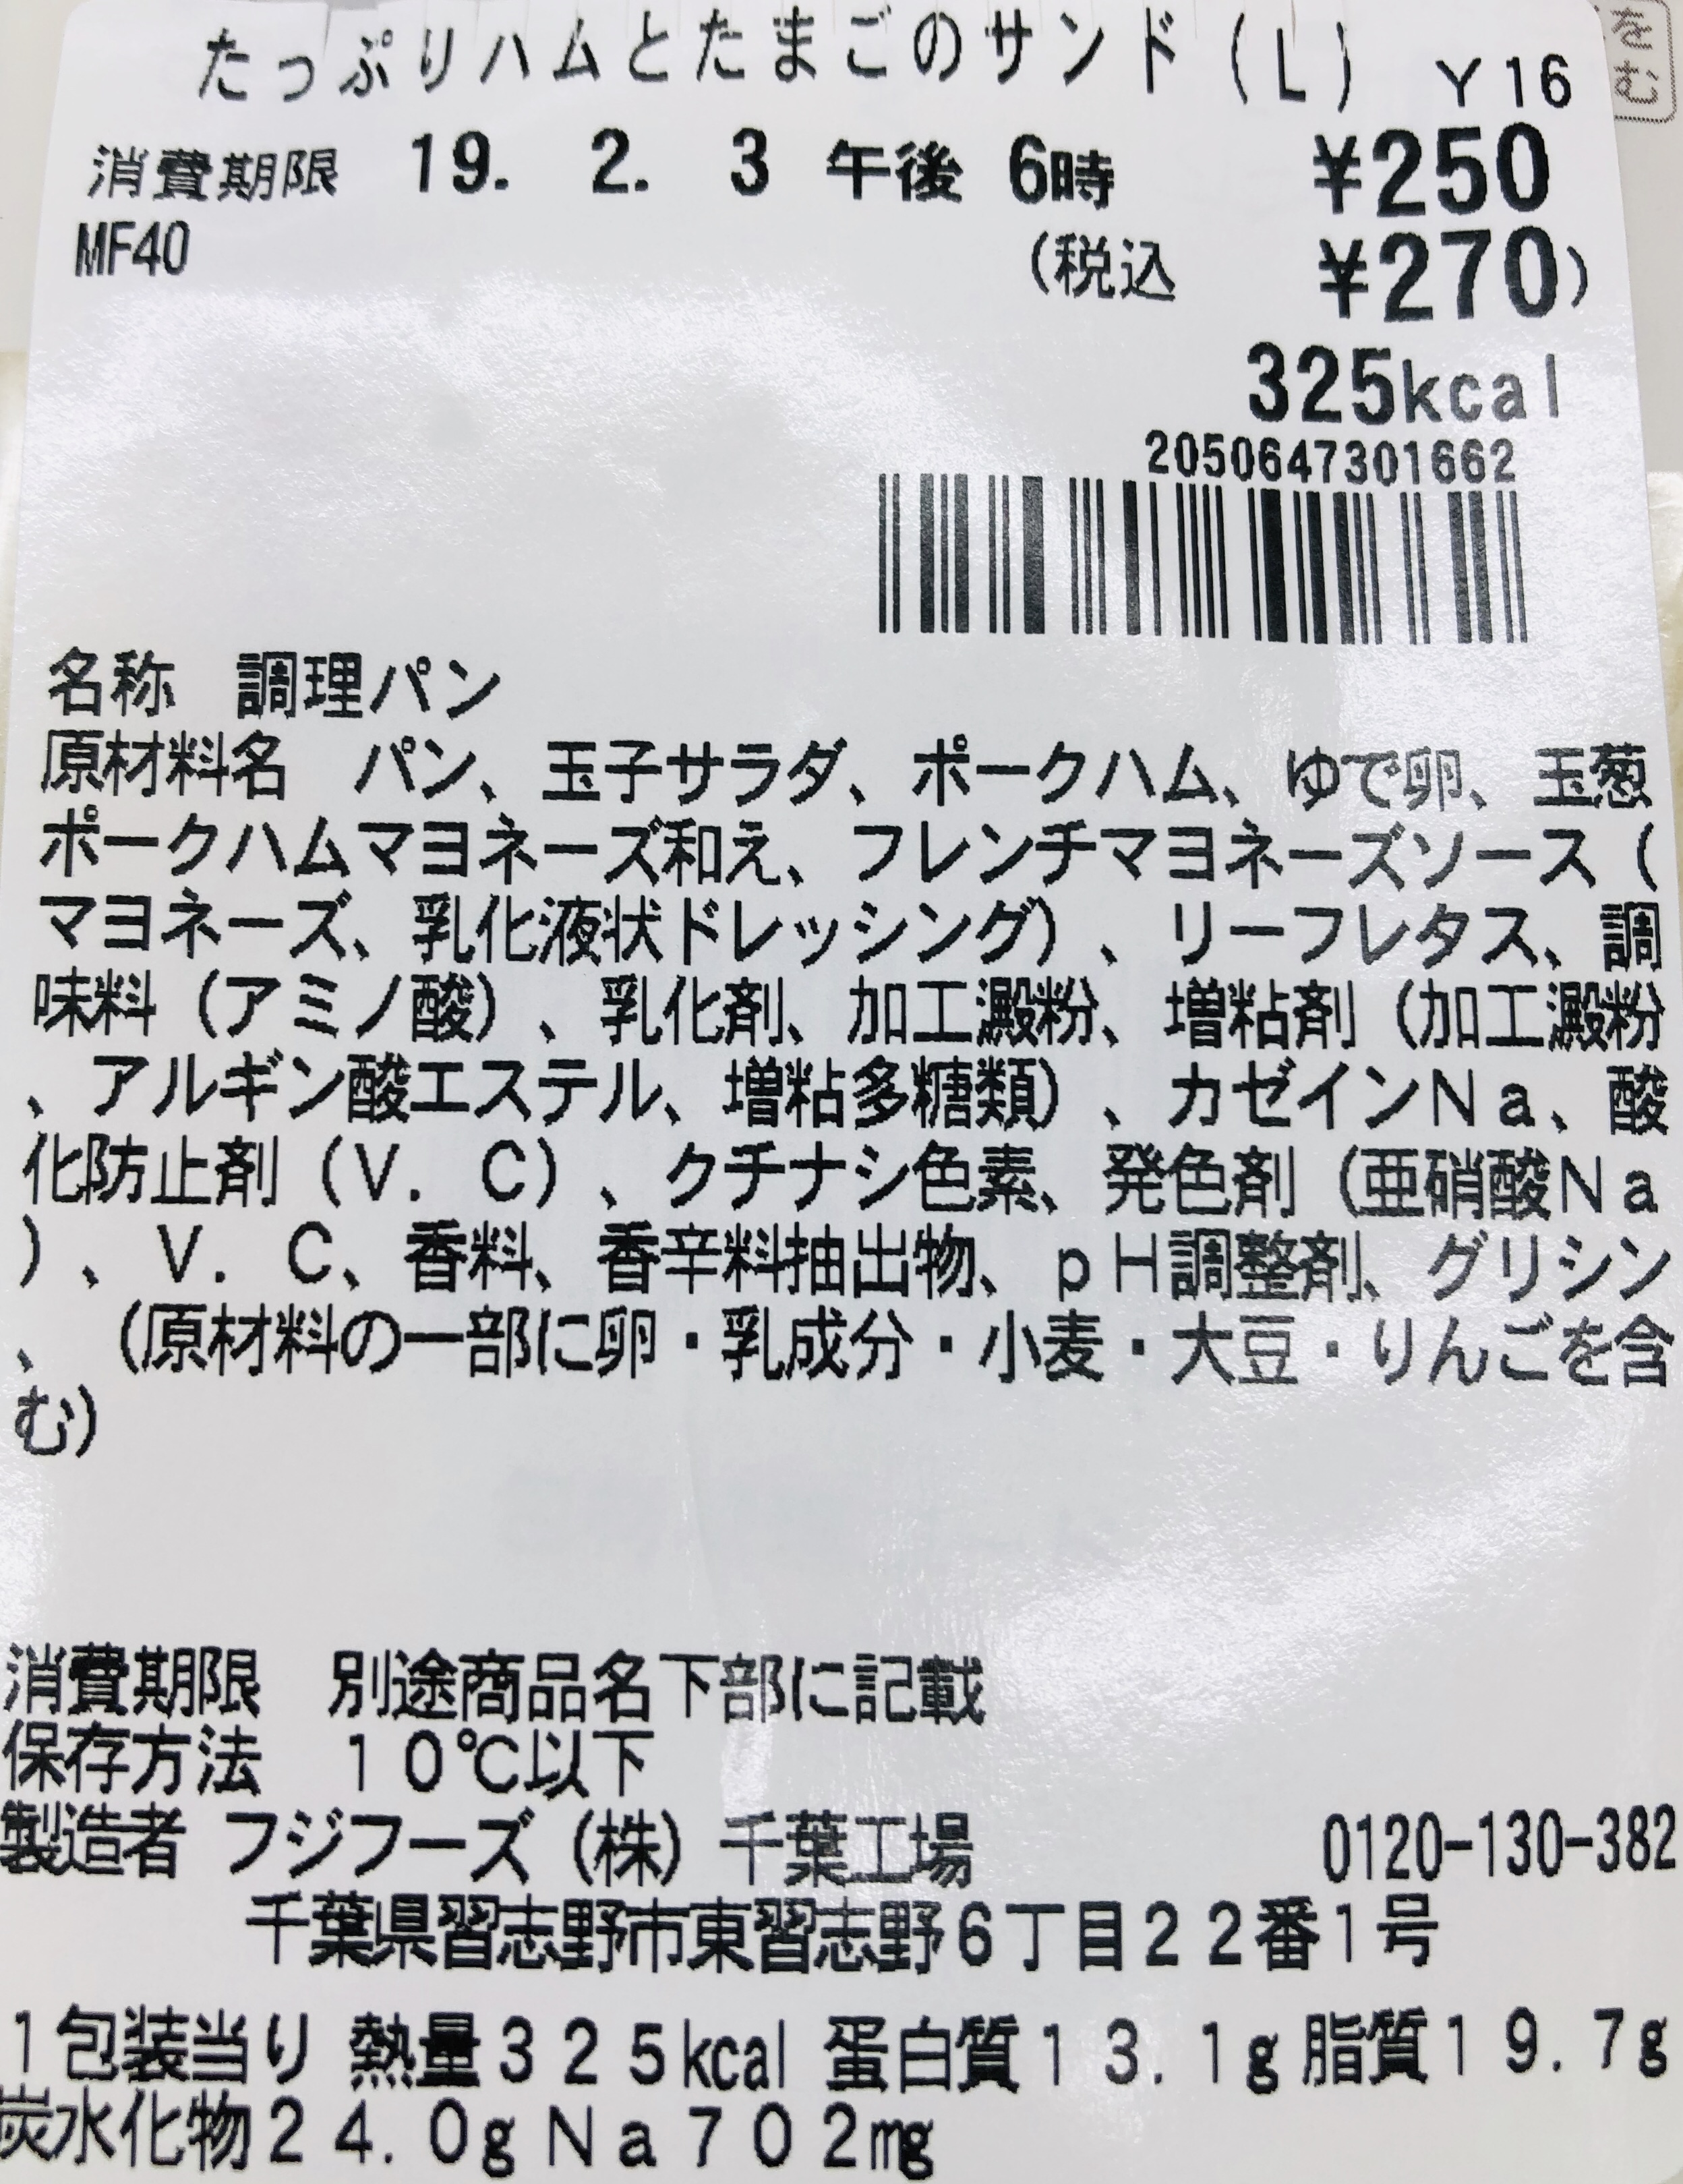 たっぷりハムとたまごのサンド（L） Y16
消費期限 19. 2. 3 午後 6時 ¥250
MF40 （税込 ¥270）
325kcal
2050647301662
名称 調理パン
原材料名 パン、玉子サラダ、ポークハム、ゆで卵、玉葱
ポークハムマヨネーズ和え、フレンチマヨネーズソース（
マヨネーズ、乳化液状ドレッシング）、リーフレタス、調
味料（アミノ酸）、乳化剤、加工澱粉、増粘剤（加工澱粉
、アルギン酸エステル、増粘多糖類）、カゼインNa、酸
化防止剤（V．C）、クチナシ色素、発色剤（亜硝酸Na
）、V．C、香料、香辛料抽出物、pH調整剤、グリシン
、（原材料の一部に卵・乳成分・小麦・大豆・りんごを含
む）
消費期限 別途商品名下部に記載
保存方法 10℃以下
製造者 フジフーズ（株）千葉工場 0120-130-382
千葉県習志野市東習志野6丁目22番1号
1包装当り 熱量325kcal 蛋白質13.1g 脂質19.7g
炭水化物24.0g Na702mg
を
む